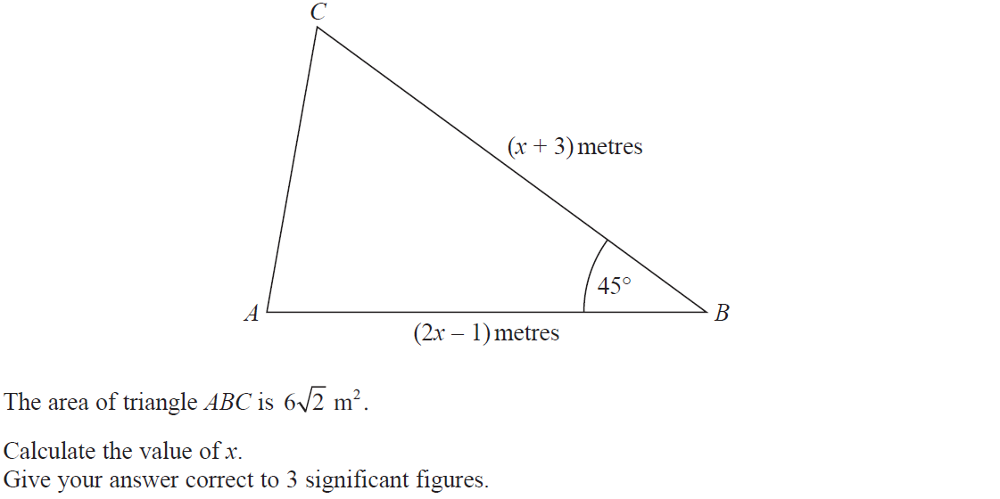 C
(x + 3) metres
45°
A
B
(2x – 1) metres
The area of triangle ABC is 6√2 m².
Calculate the value of x.
Give your answer correct to 3 significant figures.